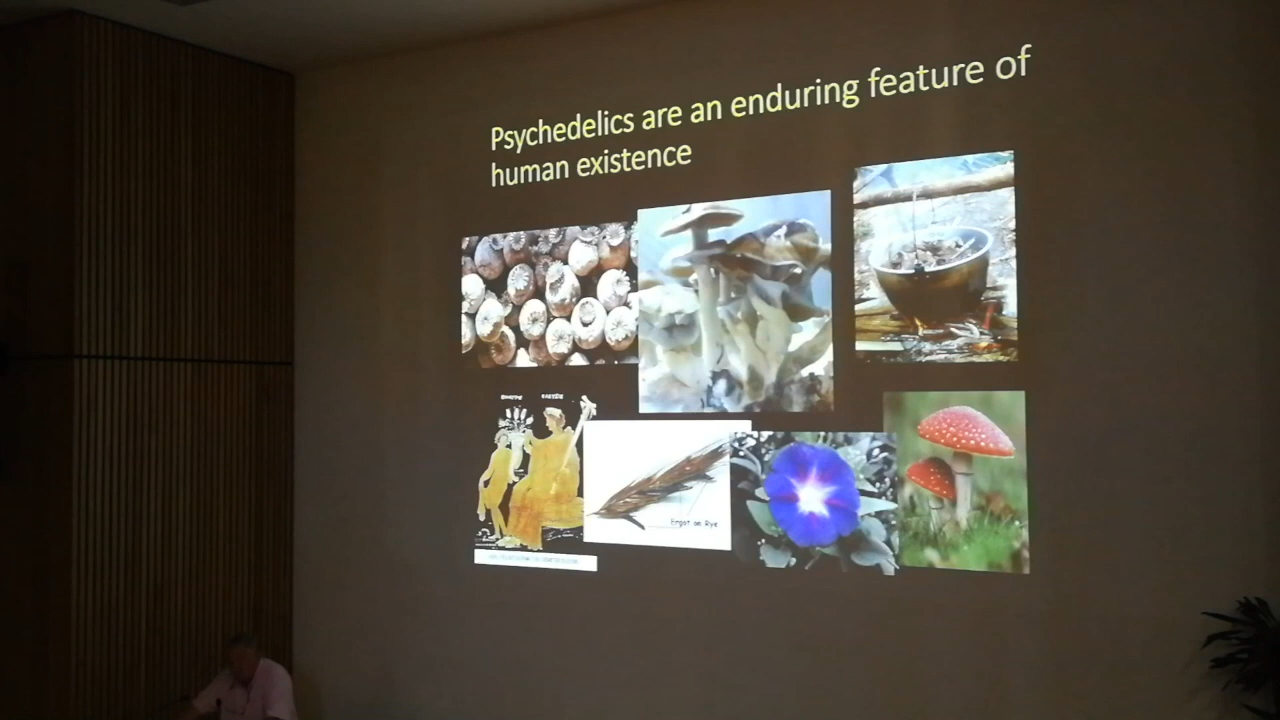 Psychedelics are an enduring feature of
human existence
Ergot on Rye